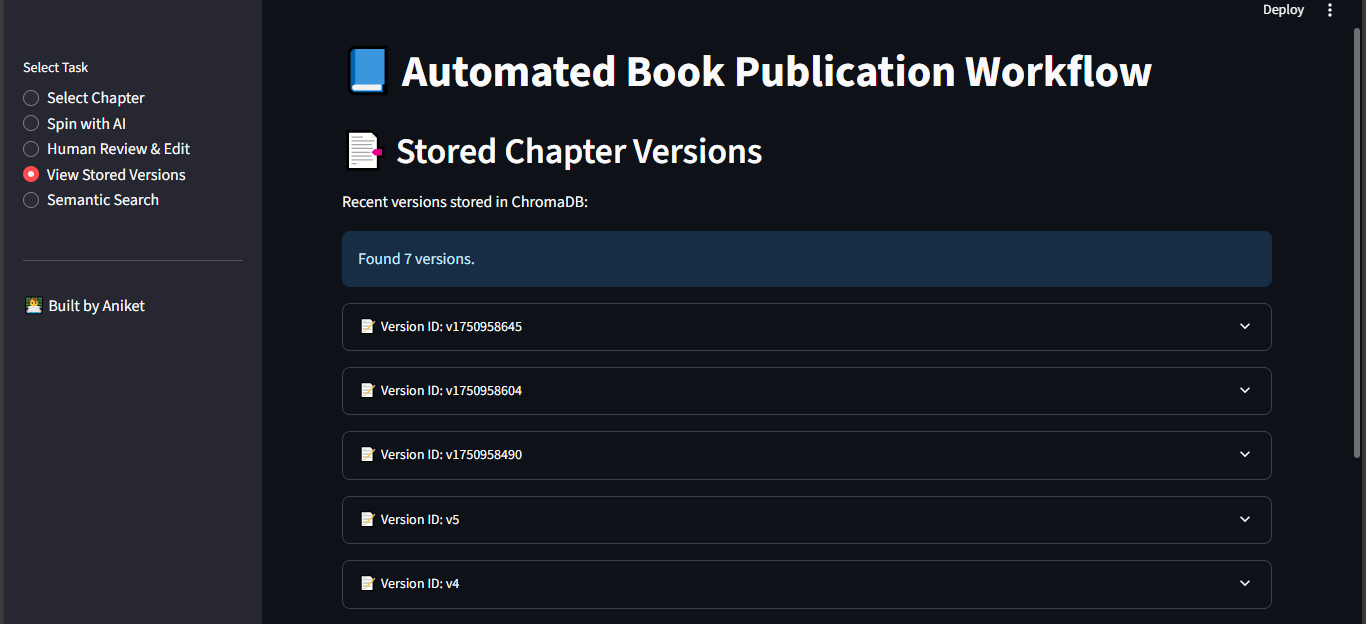 Deploy
Select Task
Select Chapter
Spin with AI
Human Review & Edit
View Stored Versions
Semantic Search
Built by Aniket
Automated Book Publication Workflow
Stored Chapter Versions
Recent versions stored in ChromaDB:
Found 7 versions.
Version ID: v1750958645
Version ID: v1750958604
Version ID: v1750958490
Version ID: v5
Version ID: v4